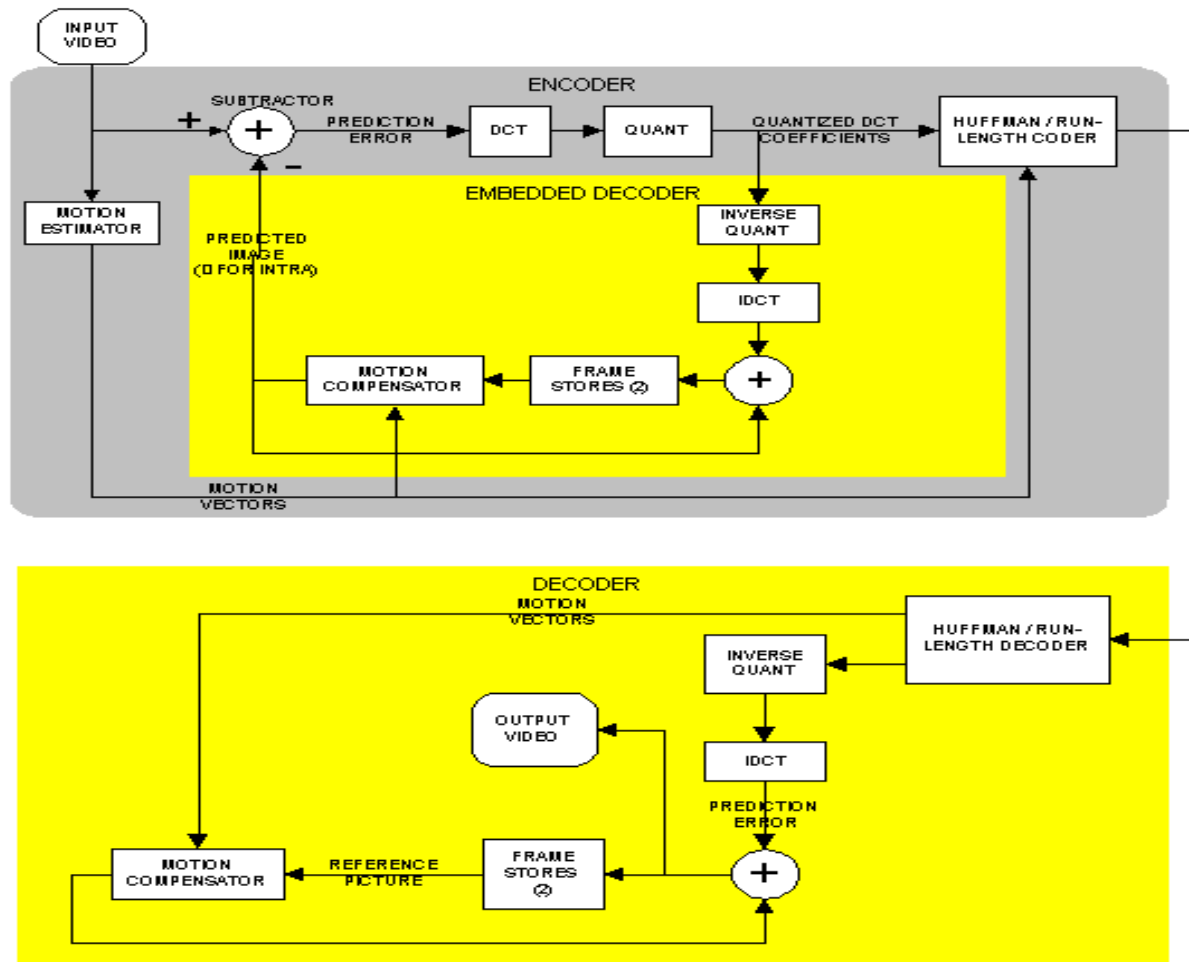 INPUT
VIDEO
ENCODER
SUBTRACTOR
+
+
−
PREDICTION
ERROR
DCT
QUANT
QUANTIZED DCT
COEFFICIENTS
HUFFMAN / RUN-
LENGTH CODER
EMBEDDED DECODER
MOTION
ESTIMATOR
PREDICTED
IMAGE
(0 FOR INTRA)
INVERSE
QUANT
IDCT
MOTION
COMPENSATOR
FRAME
STORES (2)
+
MOTION
VECTORS
DECODER
MOTION
VECTORS
HUFFMAN / RUN-
LENGTH DECODER
INVERSE
QUANT
OUTPUT
VIDEO
IDCT
PREDICTION
ERROR
MOTION
COMPENSATOR
REFERENCE
PICTURE
FRAME
STORES
(2)
+